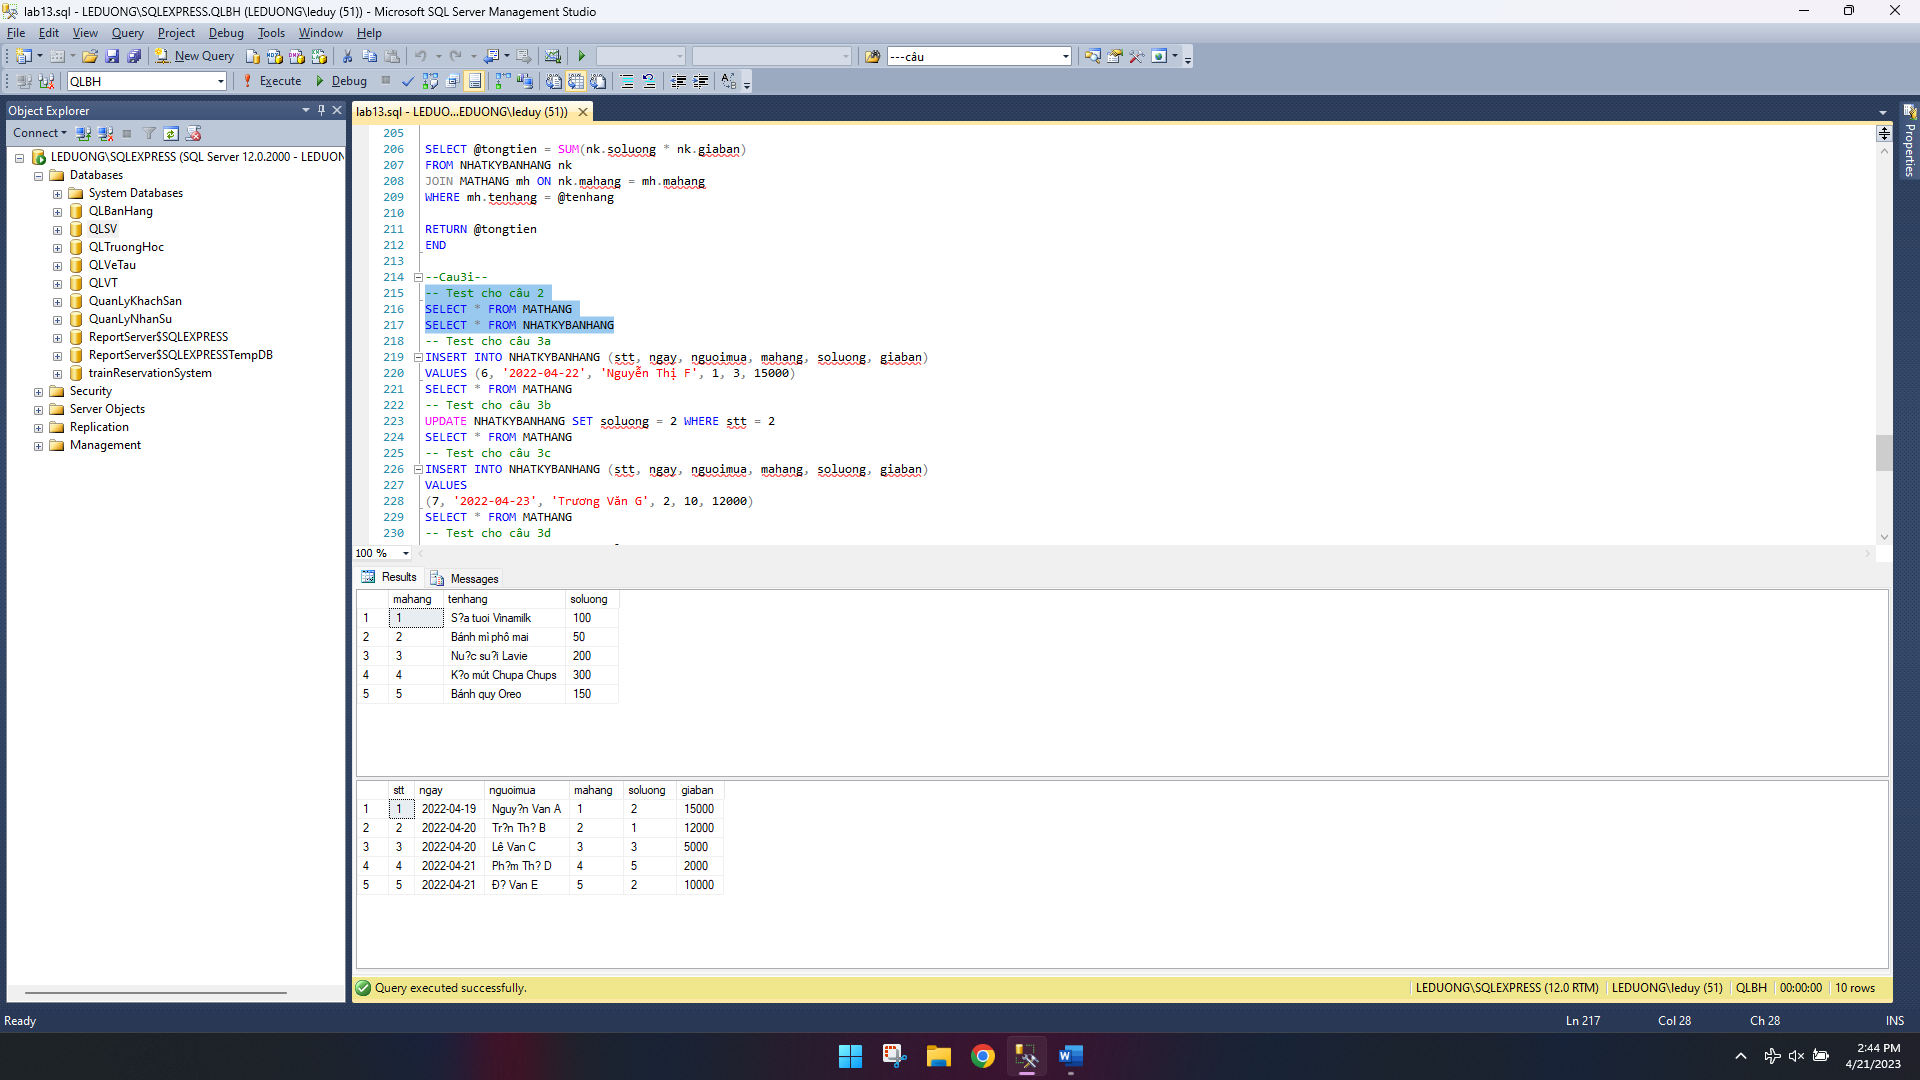 lab13.sql - LEDUONG\SQLEXPRESS.QLBH (LEDUONG\leduy (51)) - Microsoft SQL Server Management Studio
File Edit View Query Project Debug Tools Window Help
New Query
---câu
QLBH
Execute Debug
Object Explorer
Connect
LEDUONG\SQLEXPRESS (SQL Server 12.0.2000 - LEDUON
Databases
System Databases
QLBanHang
QLSV
QLTruongHoc
QLVeTau
QLVT
QuanLyKhachSan
QuanLyNhanSu
ReportServer$SQLEXPRESS
ReportServer$SQLEXPRESSTempDB
trainReservationSystem
Security
Server Objects
Replication
Management
lab13.sql - LEDUO...EDUONG\leduy (51))
Properties
205
206 SELECT @tongtien = SUM(nk.soluong * nk.giaban)
207 FROM NHATKYBANHANG nk
208 JOIN MATHANG mh ON nk.mahang = mh.mahang
209 WHERE mh.tenhang = @tenhang
210
211 RETURN @tongtien
212 END
213
214 --Cau3i--
215 -- Test cho câu 2
216 SELECT * FROM MATHANG
217 SELECT * FROM NHATKYBANHANG
218 -- Test cho câu 3a
219 INSERT INTO NHATKYBANHANG (stt, ngay, nguoimua, mahang, soluong, giaban)
220 VALUES (6, '2022-04-22', 'Nguyễn Thị F', 1, 3, 15000)
221 SELECT * FROM MATHANG
222 -- Test cho câu 3b
223 UPDATE NHATKYBANHANG SET soluong = 2 WHERE stt = 2
224 SELECT * FROM MATHANG
225 -- Test cho câu 3c
226 INSERT INTO NHATKYBANHANG (stt, ngay, nguoimua, mahang, soluong, giaban)
227 VALUES
228 (7, '2022-04-23', 'Trương Văn G', 2, 10, 12000)
229 SELECT * FROM MATHANG
230 -- Test cho câu 3d
100 %
Results Messages
mahang tenhang soluong
1 1 S?a tuoi Vinamilk 100
2 2 Bánh mì phô mai 50
3 3 Nu?c su?i Lavie 200
4 4 K?o mút Chupa Chups 300
5 5 Bánh quy Oreo 150
stt ngay nguoimua mahang soluong giaban
1 1 2022-04-19 Nguy?n Van A 1 2 15000
2 2 2022-04-20 Tr?n Th? B 2 1 12000
3 3 2022-04-20 Lê Van C 3 3 5000
4 4 2022-04-21 Ph?m Th? D 4 5 2000
5 5 2022-04-21 Đ? Van E 5 2 10000
Query executed successfully. LEDUONG\SQLEXPRESS (12.0 RTM) LEDUONG\leduy (51) QLBH 00:00:00 10 rows
Ready Ln 217 Col 28 Ch 28 INS
2:44 PM
4/21/2023